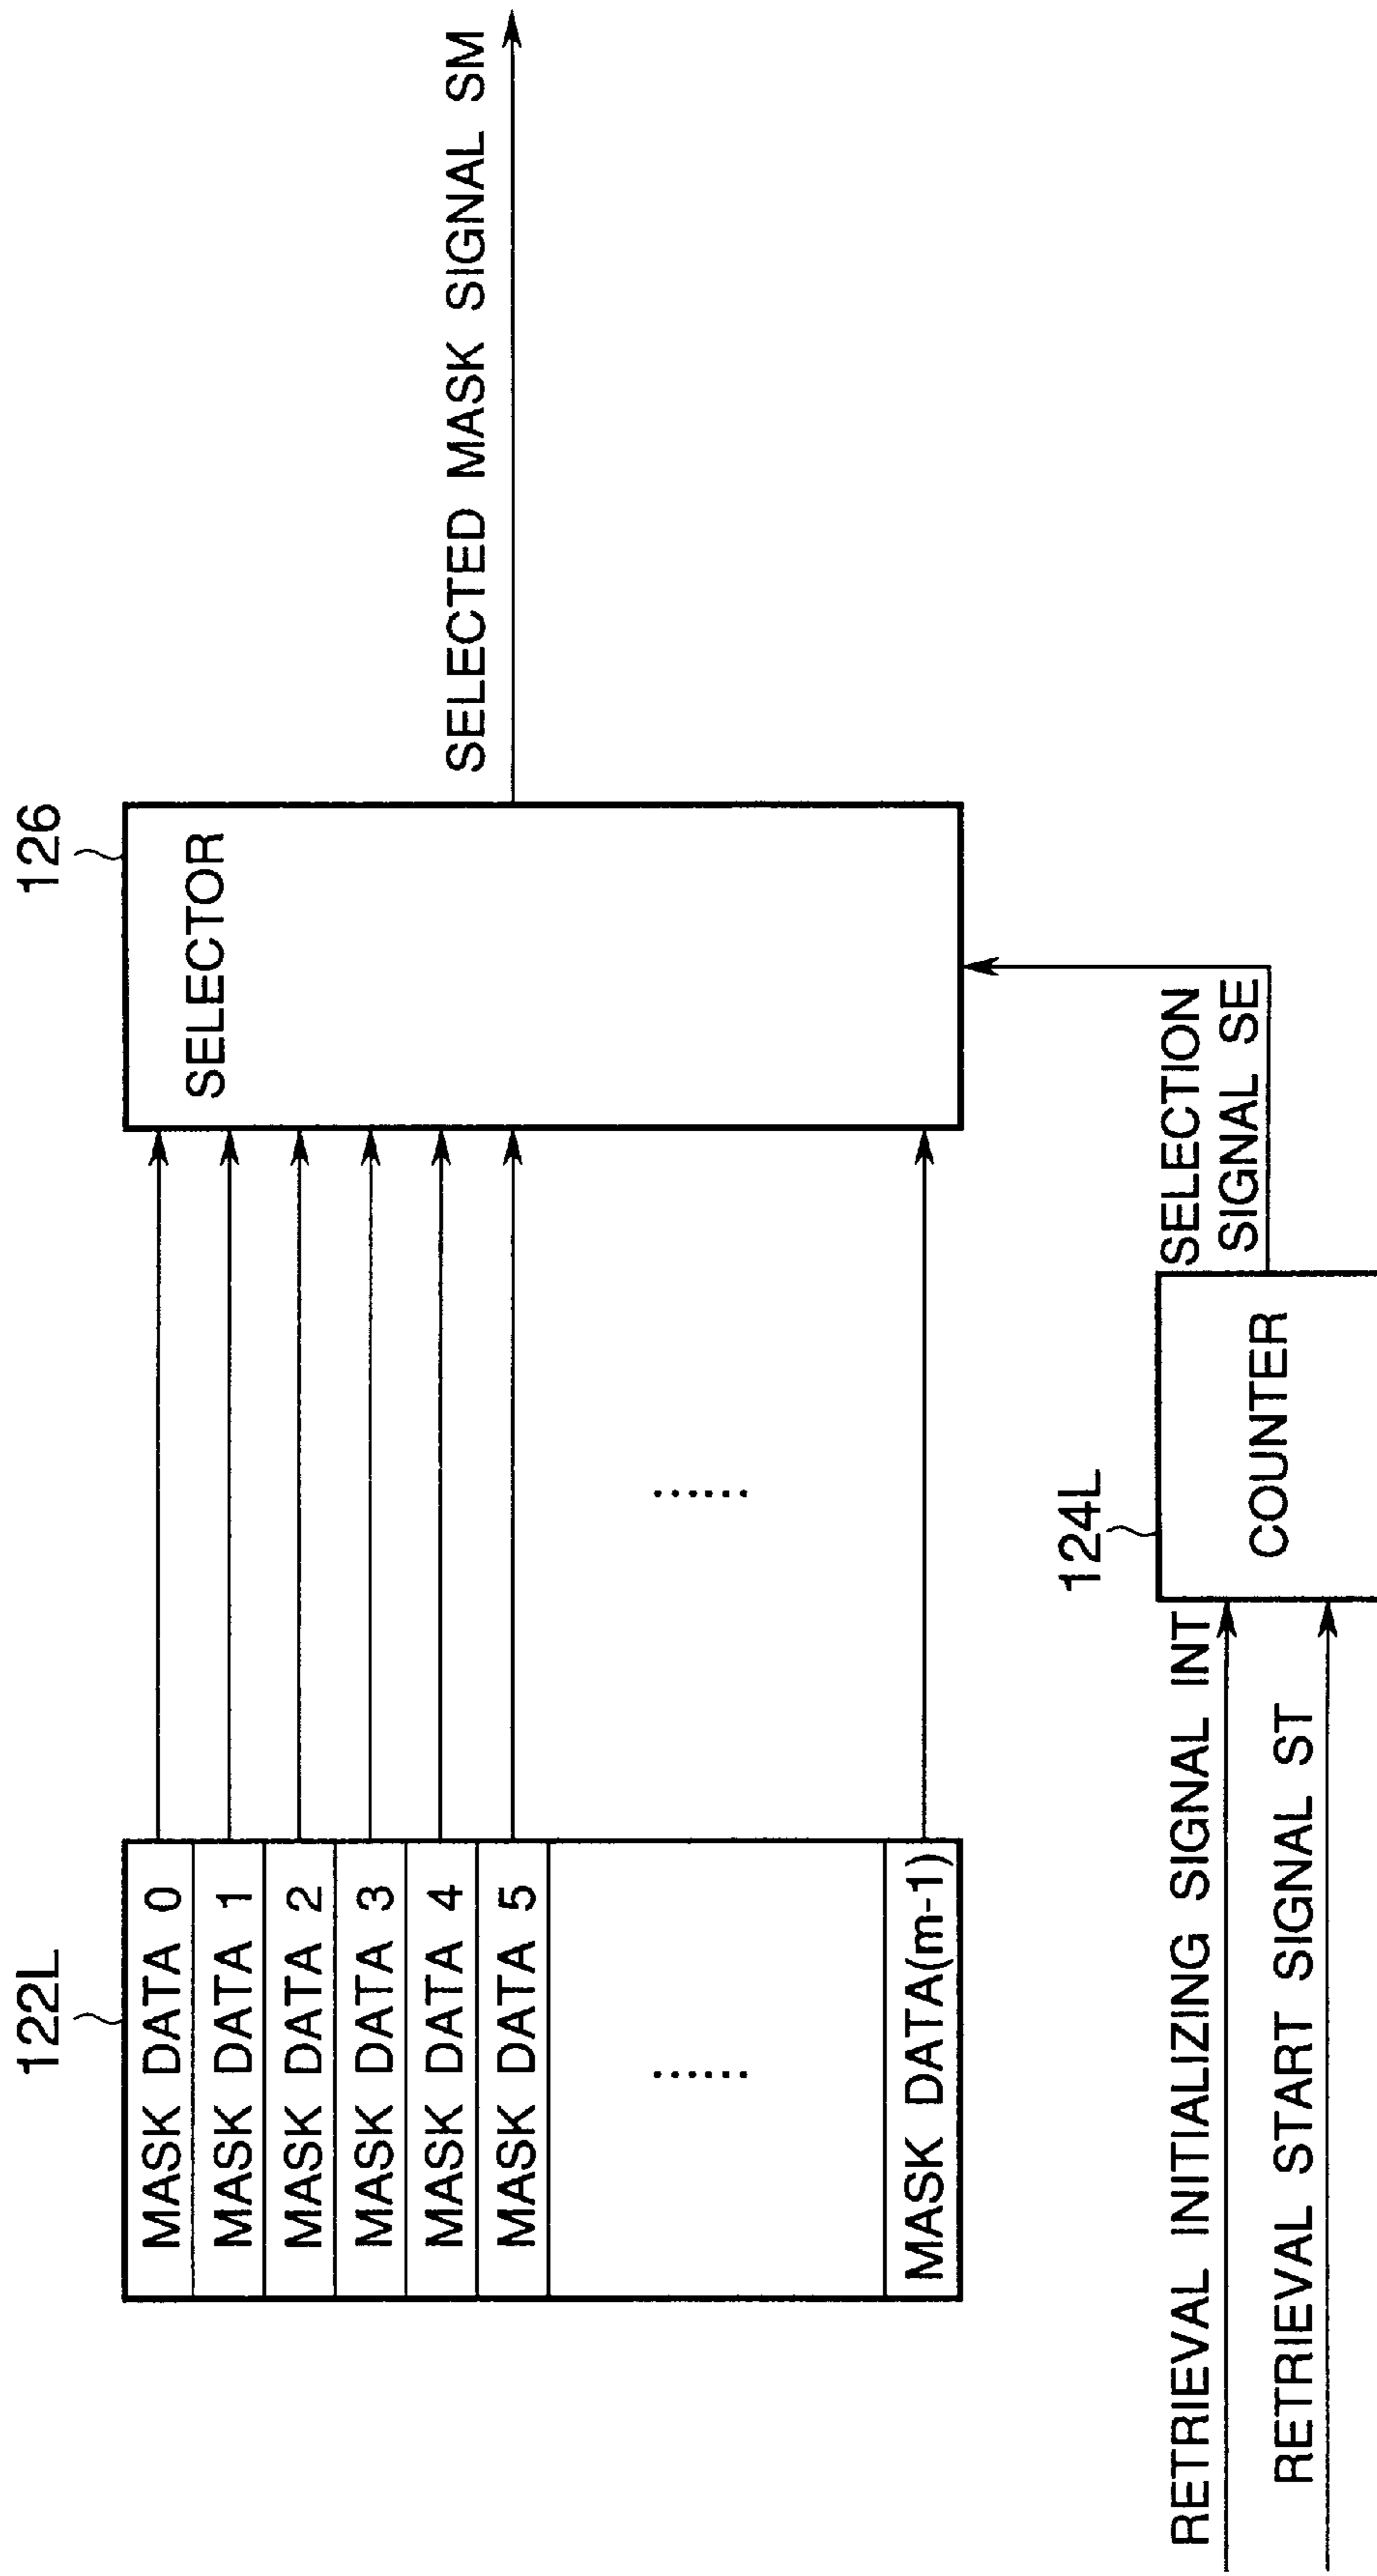 122L
MASK DATA 0
MASK DATA 1
MASK DATA 2
MASK DATA 3
MASK DATA 4
MASK DATA 5
......
MASK DATA(m-1)
......
126
SELECTOR
SELECTED MASK SIGNAL SM
RETRIEVAL INITIALIZING SIGNAL INT
RETRIEVAL START SIGNAL ST
124L
COUNTER
SELECTION
SIGNAL SE